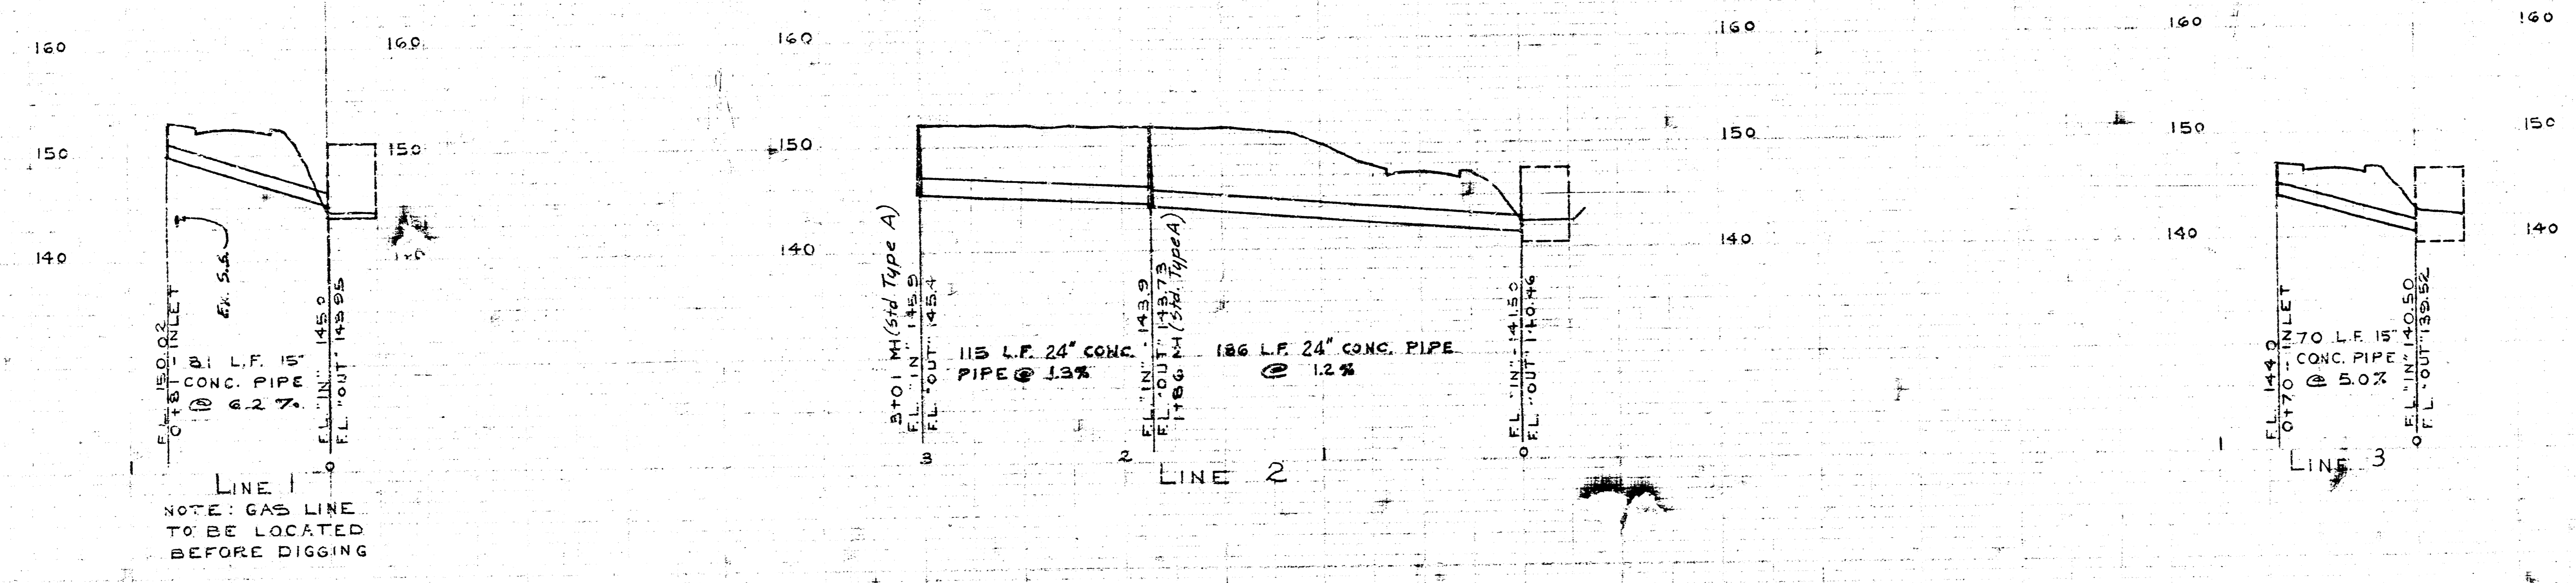 160
160
150
150
140
140
F.L. 150.02
0+81 - INLET
Ex. S.S.
81 L.F. 15"
CONC. PIPE
@ 6.2 %
F.L. "IN" 145.0
F.L. "OUT" 143.95
1
0
LINE 1
NOTE: GAS LINE
TO BE LOCATED
BEFORE DIGGING
160
160
150
150
140
140
3+01 MH (Std Type A)
F.L. "IN" 145.5
F.L. "OUT" 145.4
115 L.F. 24" CONC.
PIPE @ 1.3%
F.L. "IN" 143.9
F.L. "OUT" 143.73
1+86 MH (Std. Type A)
186 L.F. 24" CONC. PIPE
@ 1.2%
F.L. "IN" - 141.50
F.L. "OUT" 140.46
3
2
1
0
LINE 2
160
160
150
150
140
140
F.L. 144.0
0+70 - INLET
70 L.F. 15"
CONC. PIPE
@ 5.0%
F.L. "IN" 140.50
F.L. "OUT" 139.52
1
0
LINE 3